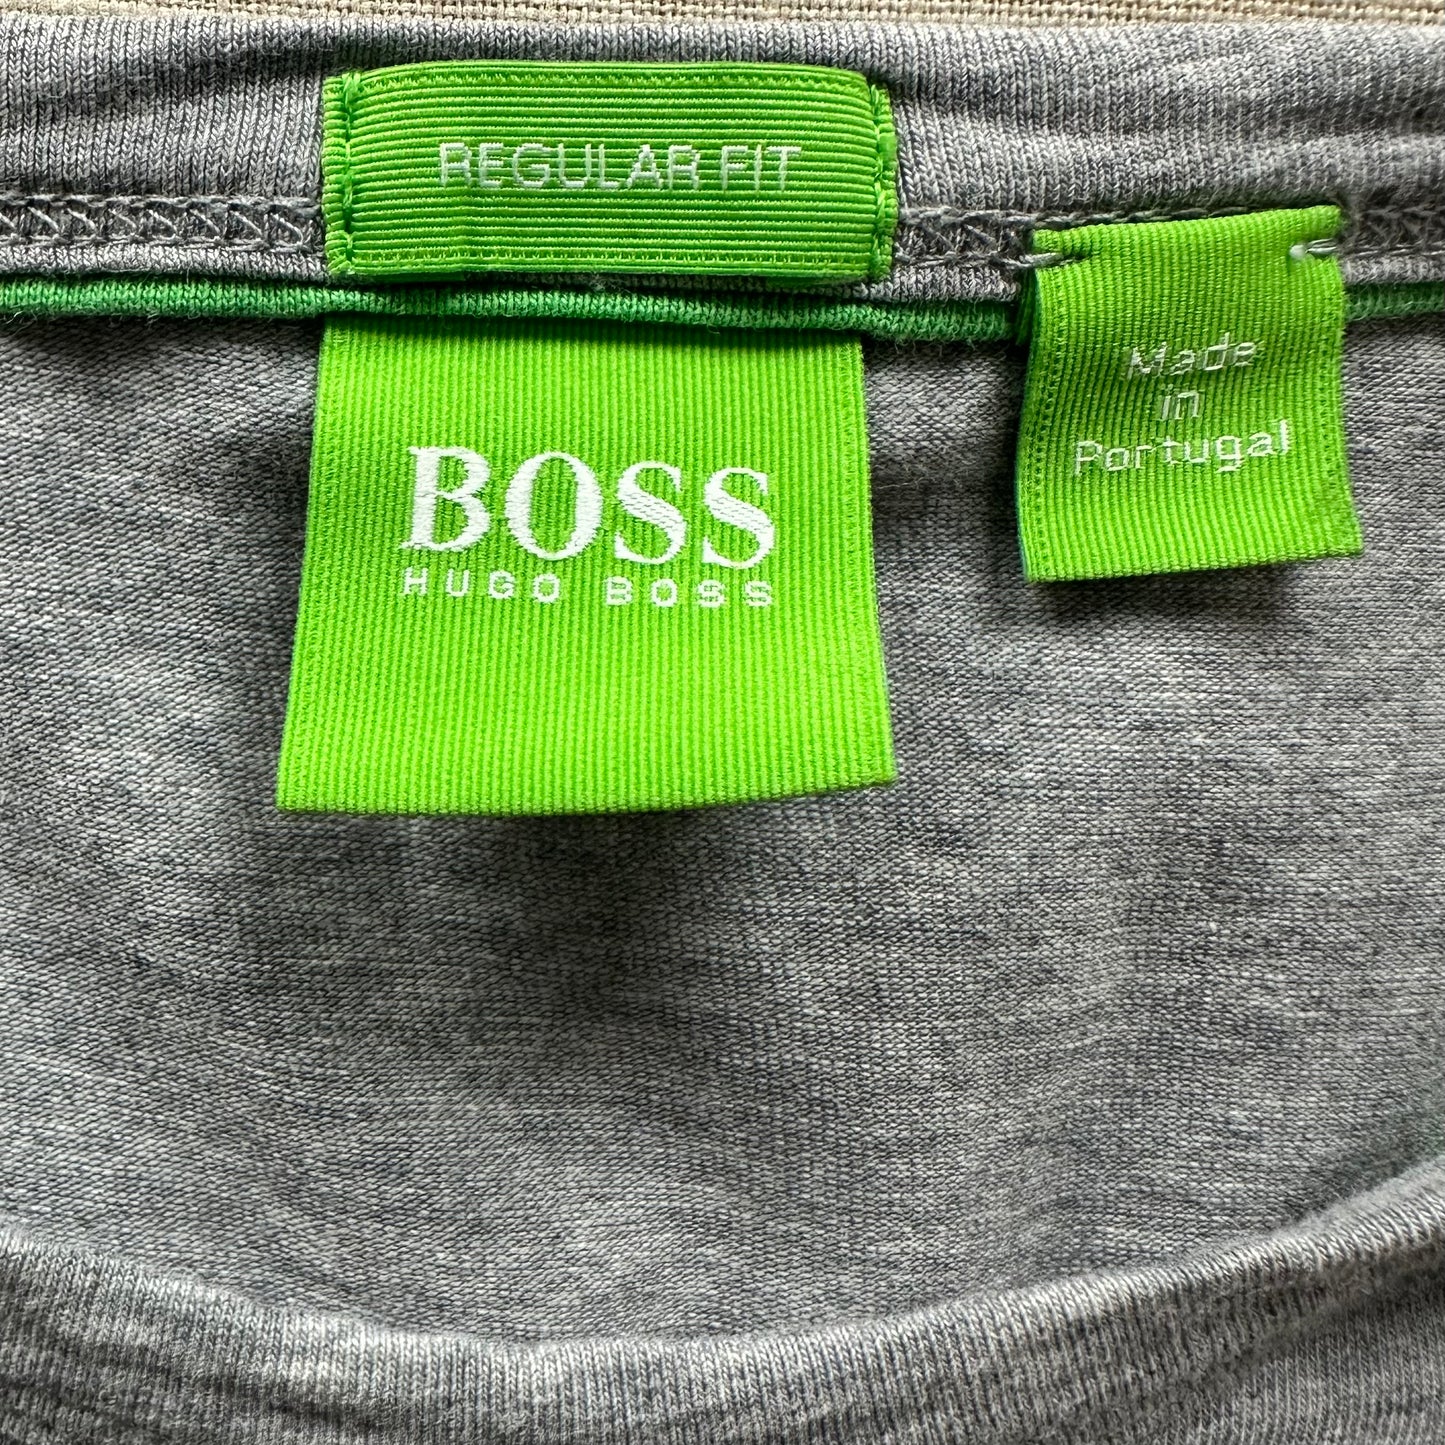 REGULAR FIT
BOSS
HUGO BOSS
Made
in
Portugal